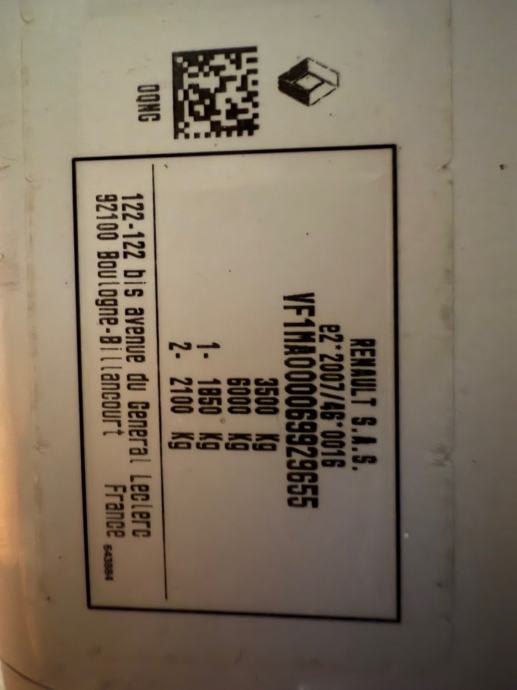 DQNG
RENAULT S.A.S.
e2*2007/46*0016
VF1MA000069929655
3500 Kg
6000 Kg
1- 1850 Kg
2- 2100 Kg
122-122 bis avenue du General Leclerc
92100 Boulogne-Billancourt France
643884